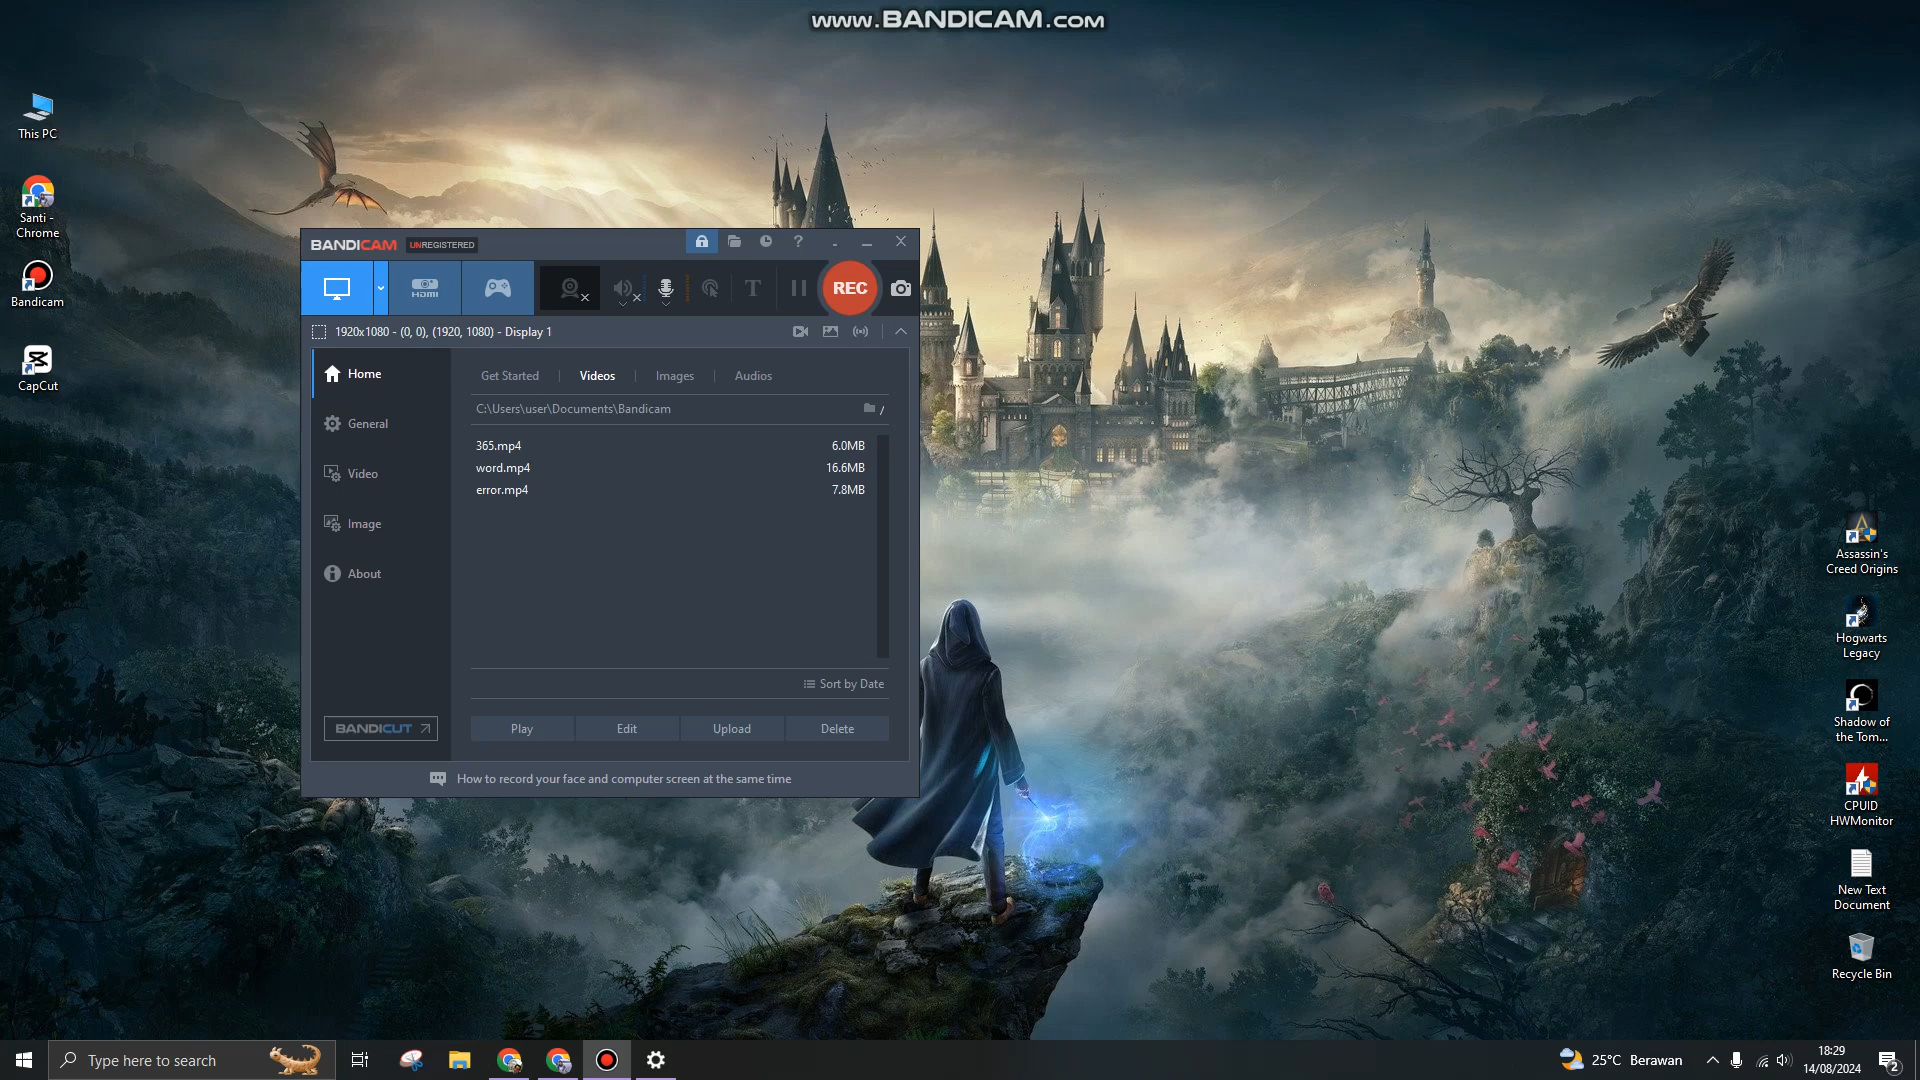 www.BANDICAM.com
This PC
Santi -
Chrome
Bandicam
CapCut
BANDICAM UNREGISTERED
?
HDMI
T
REC
1920x1080 - (0, 0), (1920, 1080) - Display 1
Home
General
Video
Image
About
BANDICUT
Get Started
Videos
Images
Audios
C:\Users\user\Documents\Bandicam
/
365.mp4 6.0MB
word.mp4 16.6MB
error.mp4 7.8MB
Sort by Date
Play
Edit
Upload
Delete
How to record your face and computer screen at the same time
Assassin's
Creed Origins
Hogwarts
Legacy
Shadow of
the Tom...
CPUID
HWMonitor
New Text
Document
Recycle Bin
Type here to search
25°C Berawan
18:29
14/08/2024
2